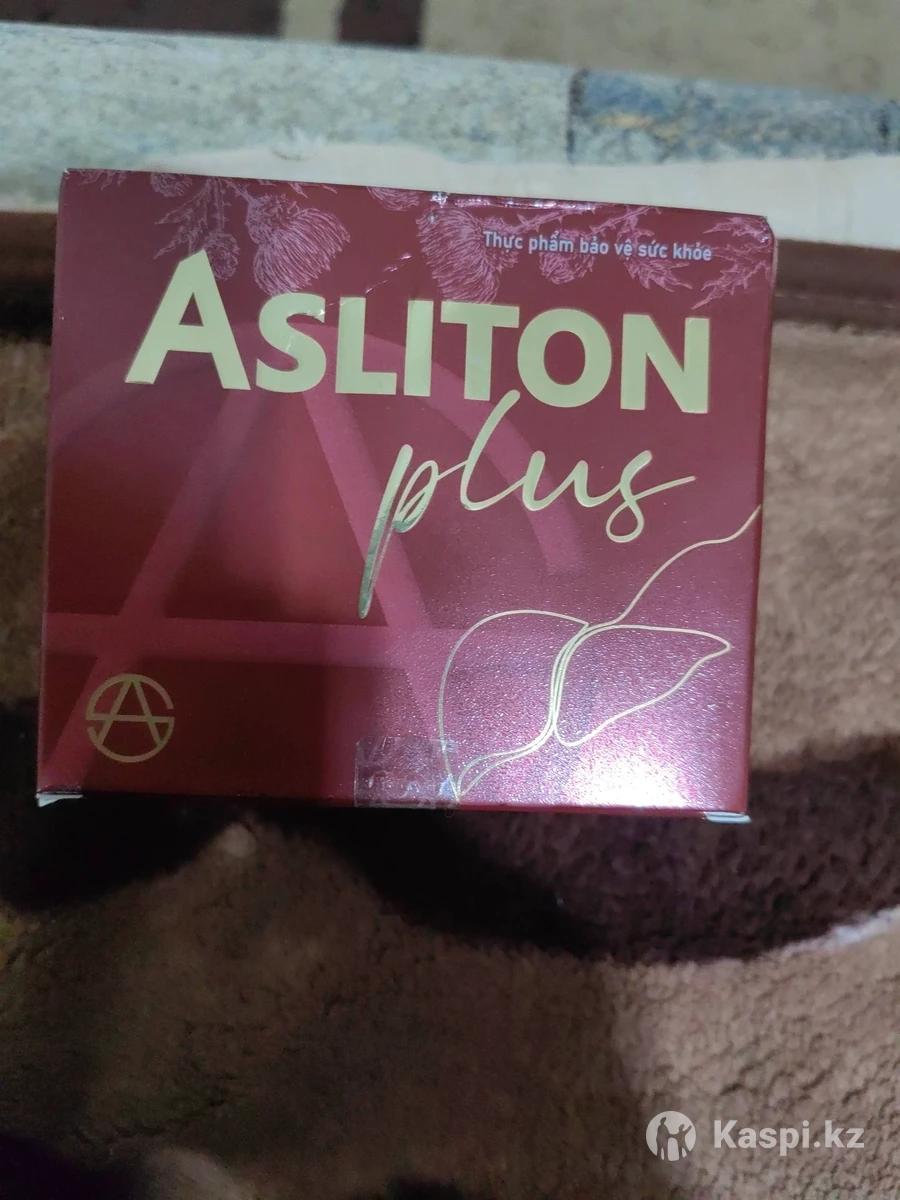 Thực phẩm bảo vệ sức khỏe
ASLITON
plus
Kaspi.kz